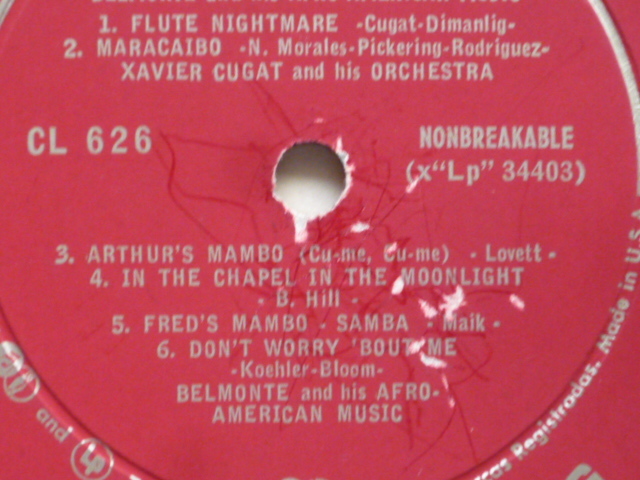 1. FLUTE NIGHTMARE -Cugat-Dimanlig-
2. MARACAIBO -N. Morales-Pickering-Rodriguez-
XAVIER CUGAT and his ORCHESTRA
CL 626
NONBREAKABLE
(x"Lp" 34403)
3. ARTHUR'S MAMBO (Cu-me, Cu-me) - Lovett -
4. IN THE CHAPEL IN THE MOONLIGHT
- B. Hill -
5. FRED'S MAMBO - SAMBA - Maik -
6. DON'T WORRY 'BOUT ME
-Koehler-Bloom-
BELMONTE and his AFRO-
AMERICAN MUSIC
and Lp
Registradas. Made in U.S.